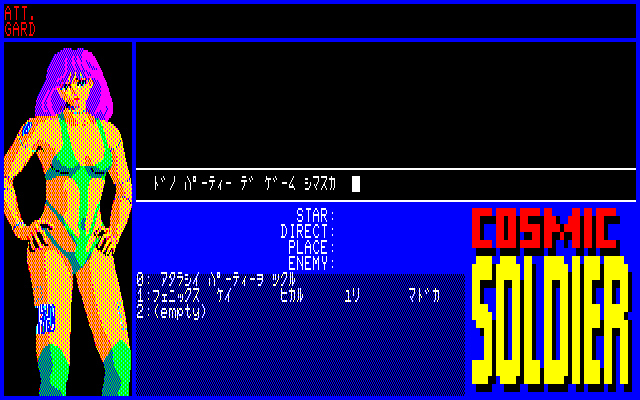 ATT.
GARD
ドノ パーティー デ ゲーム シマスカ
STAR:
DIRECT:
PLACE:
ENEMY:
0: アタラシイ パーティーヲ ツクル
1:フェニックス ケイ ヒカル ユリ マドカ
2:(empty)
COSMIC
SOLDIER